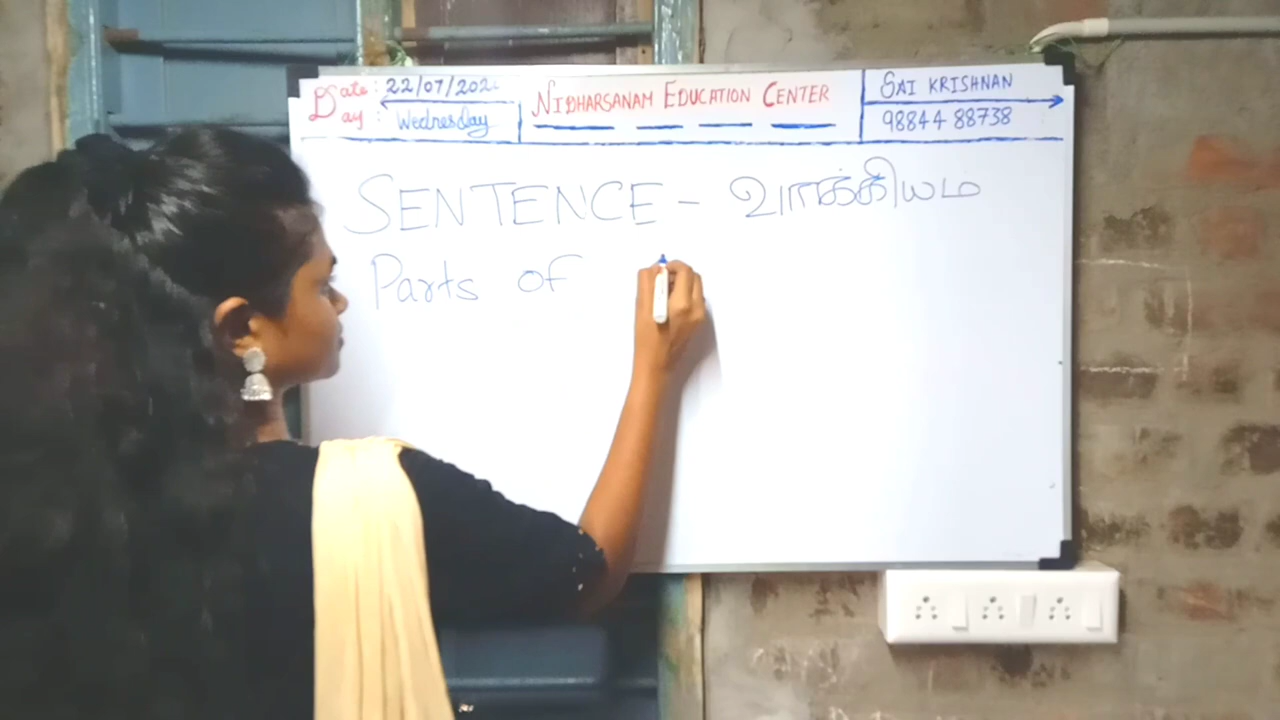 Date : 22/07/202
Day : Wednesday
NIDHARSANAM EDUCATION CENTER
SAI KRISHNAN
98844 88738
SENTENCE - வாக்கியம
Parts of